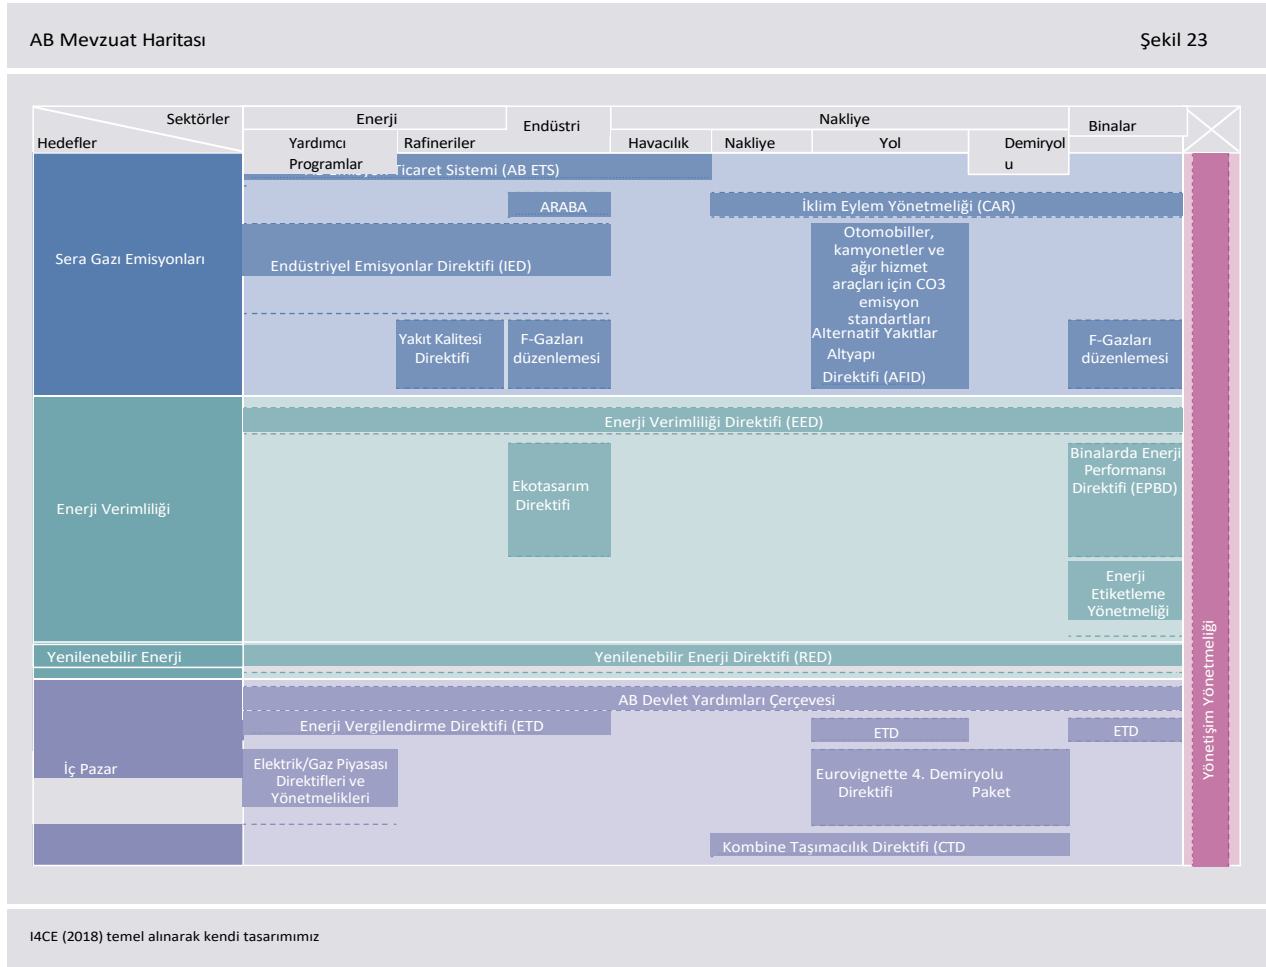 AB Mevzuat Haritası
Şekil 23
Sektörler
Hedefler
Enerji
Endüstri
Nakliye
Binalar
Yardımcı
Programlar
Rafineriler
Havacılık
Nakliye
Yol
Demiryol
u
Sera Gazı Emisyonları
Ticaret Sistemi (AB ETS)
ARABA
İklim Eylem Yönetmeliği (CAR)
Endüstriyel Emisyonlar Direktifi (IED)
Otomobiller,
kamyonetler ve
ağır hizmet
araçları için CO3
emisyon
standartları
Alternatif Yakıtlar
Altyapı
Direktifi (AFID)
Yakıt Kalitesi
Direktifi
F-Gazları
düzenlemesi
F-Gazları
düzenlemesi
Enerji Verimliliği
Enerji Verimliliği Direktifi (EED)
Ekotasarım
Direktifi
Binalarda Enerji
Performansı
Direktifi (EPBD)
Enerji
Etiketleme
Yönetmeliği
Yenilenebilir Enerji
Yenilenebilir Enerji Direktifi (RED)
İç Pazar
AB Devlet Yardımları Çerçevesi
Enerji Vergilendirme Direktifi (ETD
ETD
ETD
Elektrik/Gaz Piyasası
Direktifleri ve
Yönetmelikleri
Eurovignette 4. Demiryolu
Direktifi Paket
Kombine Taşımacılık Direktifi (CTD
Yönetişim Yönetmeliği
I4CE (2018) temel alınarak kendi tasarımımız